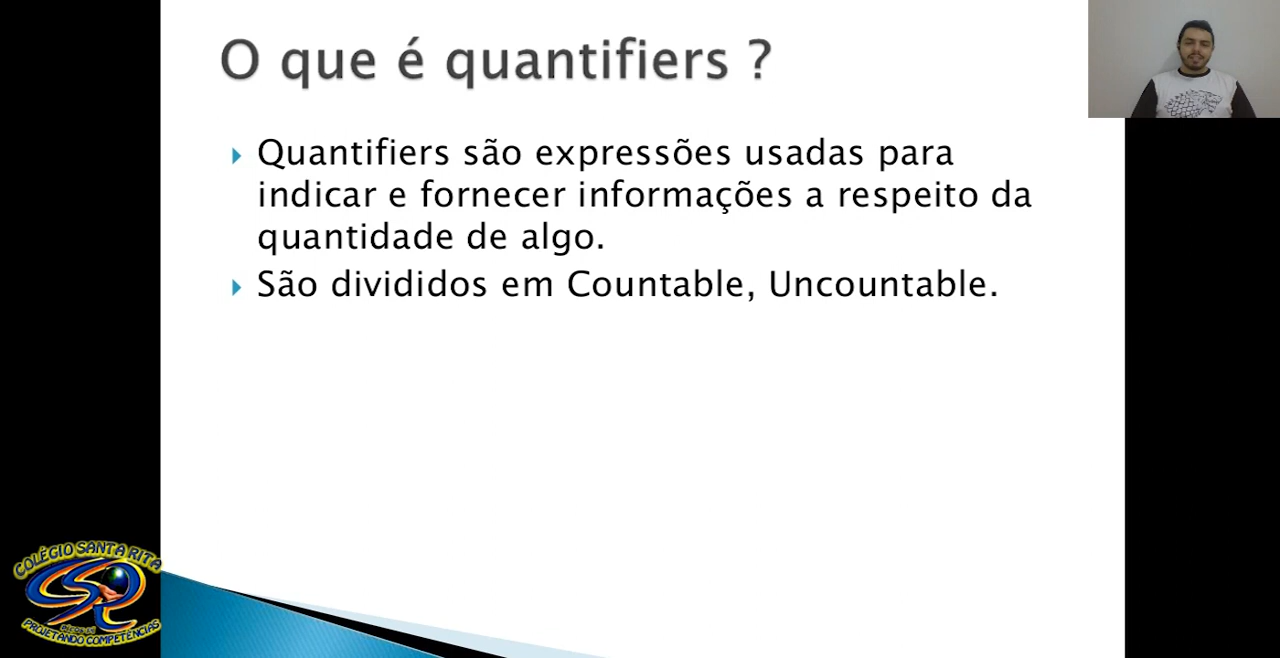 O que é quantifiers ?
Quantifiers são expressões usadas para
indicar e fornecer informações a respeito da
quantidade de algo.
São divididos em Countable, Uncountable.
COLÉGIO SANTA RITA
PROJETANDO COMPETÊNCIAS